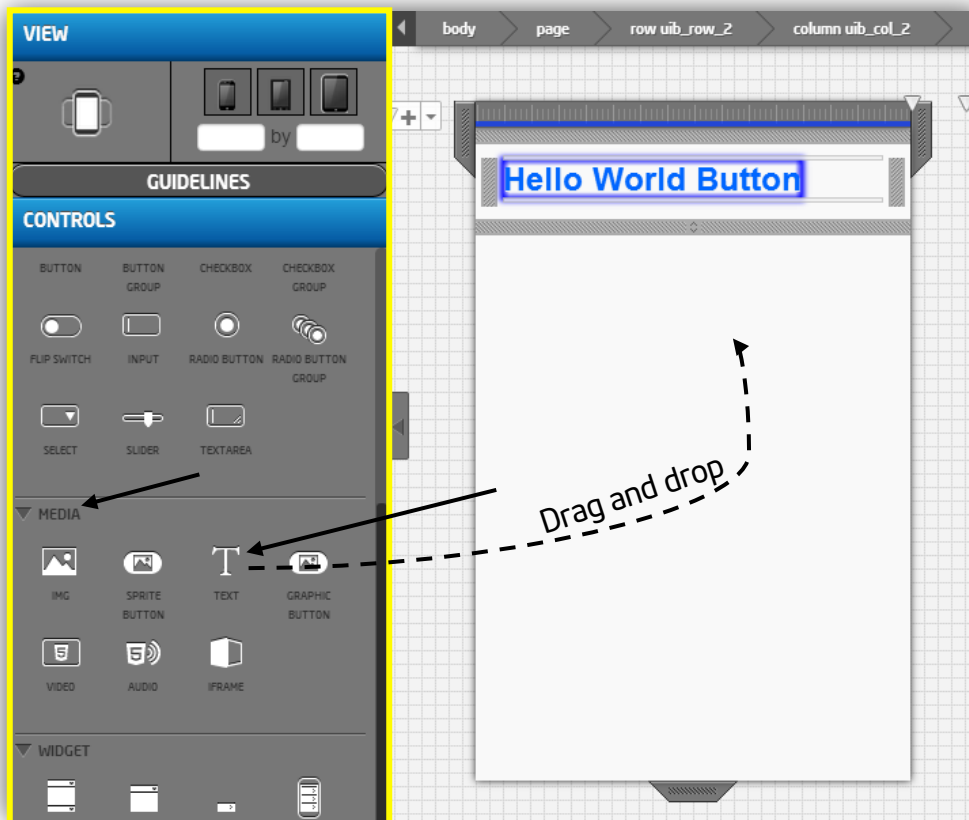 VIEW
by
GUIDELINES
CONTROLS
BUTTON BUTTON GROUP CHECKBOX CHECKBOX GROUP
FLIP SWITCH INPUT RADIO BUTTON RADIO BUTTON GROUP
SELECT SLIDER TEXTAREA
MEDIA
IMG SPRITE BUTTON TEXT GRAPHIC BUTTON
VIDEO AUDIO IFRAME
WIDGET
body page row uib_row_2 column uib_col_2
Hello World Button
Drag and drop